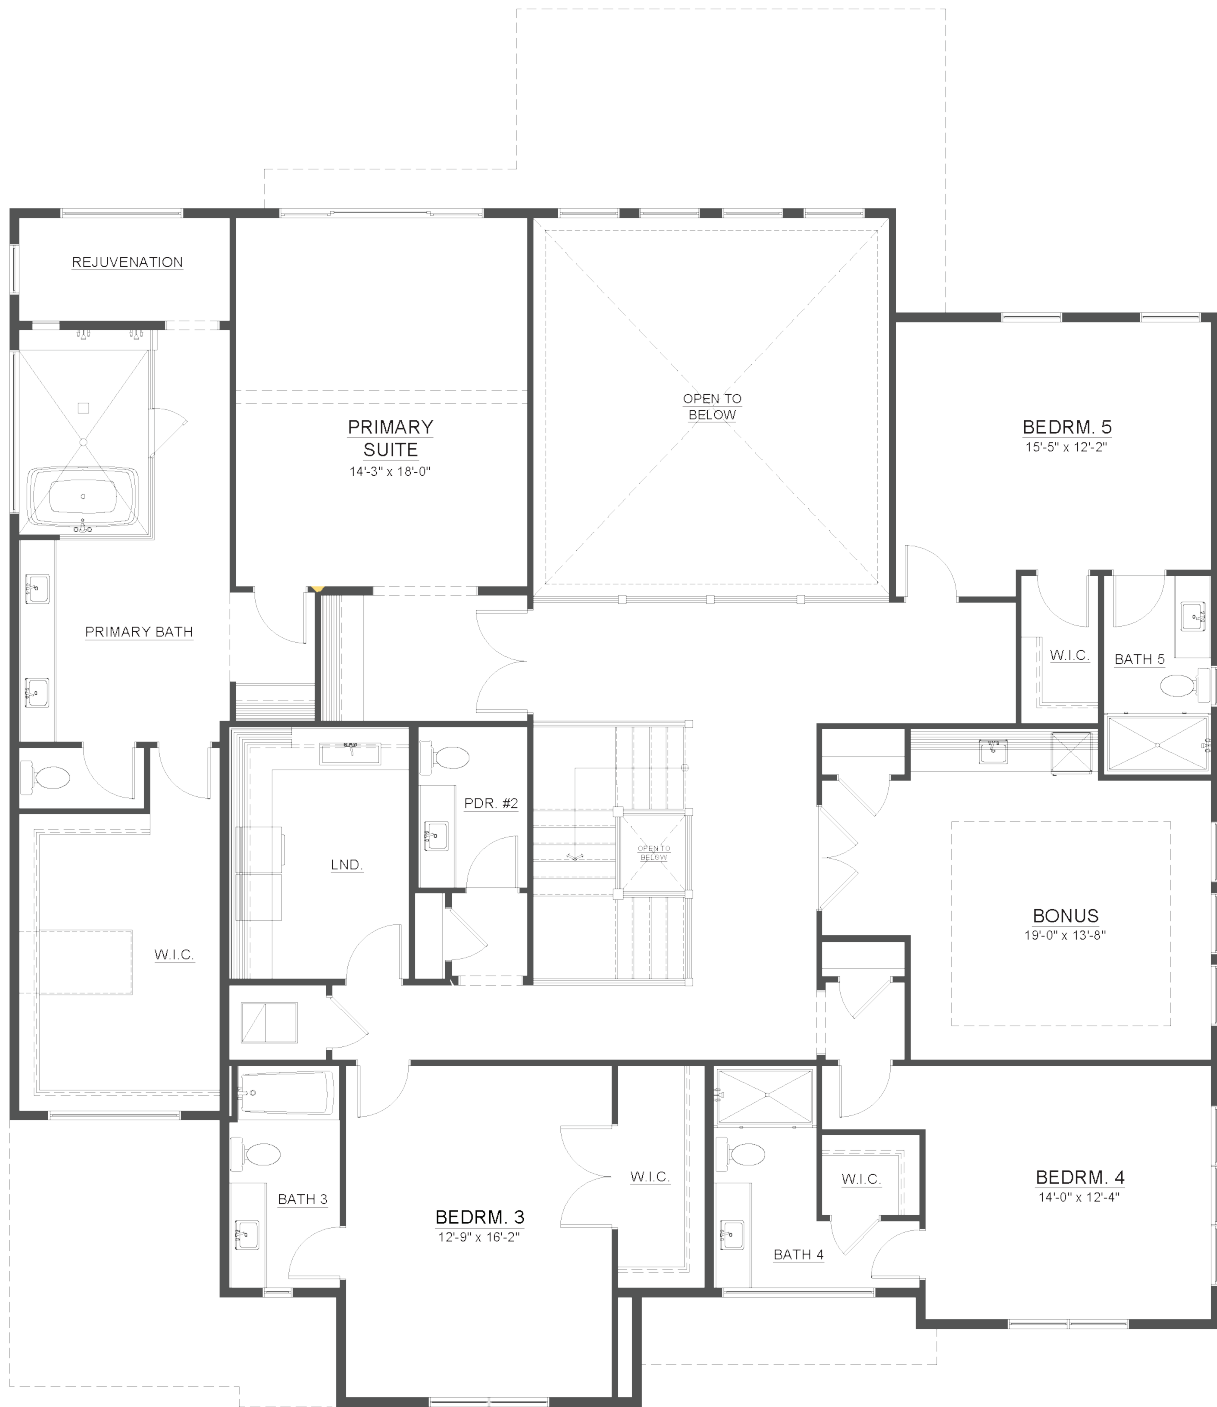 REJUVENATION
OPEN TO
BELOW
PRIMARY
SUITE
14'-3" x 18'-0"
BEDRM. 5
15'-5" x 12'-2"
PRIMARY BATH
W.I.C.
BATH 5
PDR. #2
LND.
OPEN TO
BELOW
W.I.C.
BONUS
19'-0" x 13'-8"
BATH 3
BEDRM. 3
12'-9" x 16'-2"
W.I.C.
W.I.C.
BEDRM. 4
14'-0" x 12'-4"
BATH 4